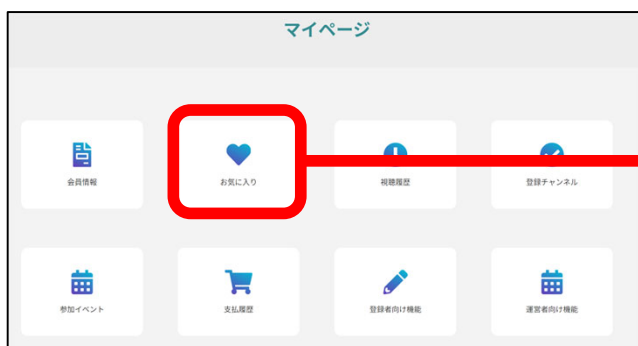 マイページ
会員情報
お気に入り
視聴履歴
登録チャンネル
参加イベント
支払履歴
登録者向け機能
運営者向け機能